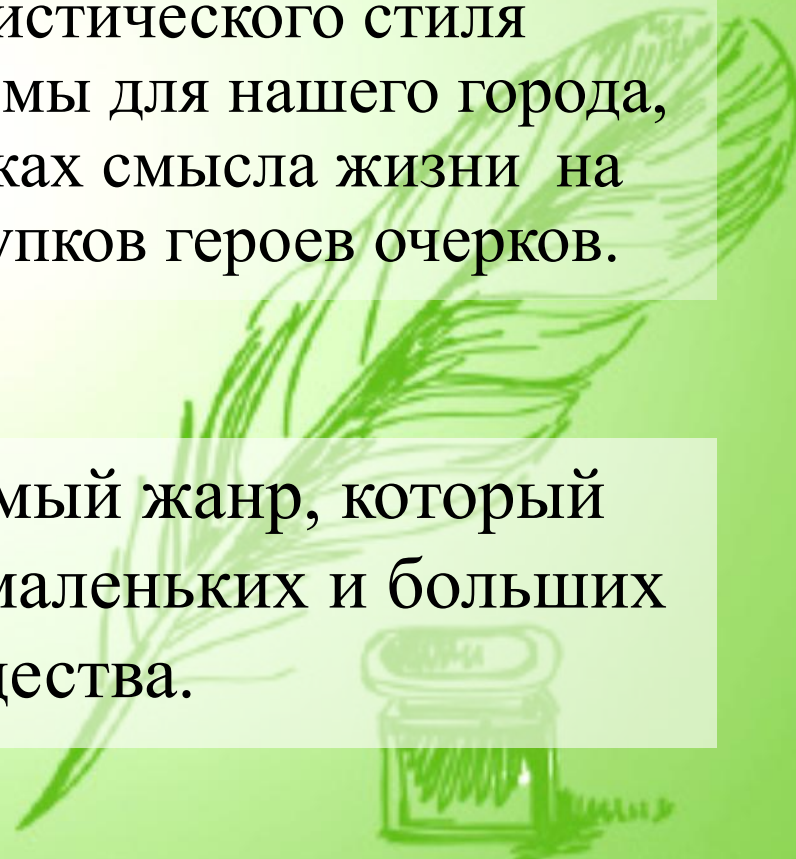 истического стиля
мы для нашего города,
ках смысла жизни на
упков героев очерков.
мый жанр, который
маленьких и больших
щества.